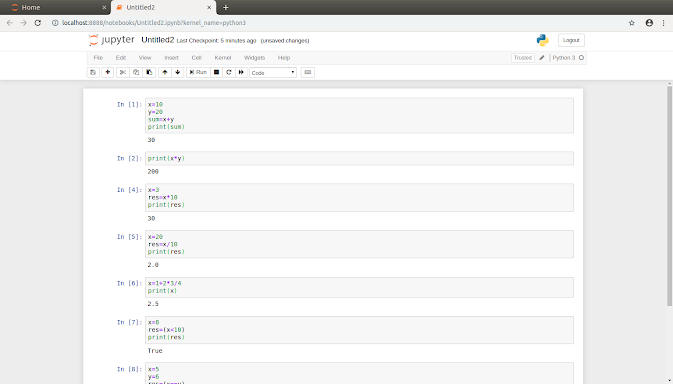 Home
Untitled2
localhost:8888/notebooks/Untitled2.ipynb?kernel_name=python3
jupyter Untitled2 Last Checkpoint: 5 minutes ago (unsaved changes)
Logout
File Edit View Insert Cell Kernel Widgets Help
Trusted Python 3
Run Code
In [1]: x=10
y=20
sum=x+y
print(sum)
30
In [2]: print(x*y)
200
In [4]: x=3
res=x*10
print(res)
30
In [5]: x=20
res=x/10
print(res)
2.0
In [6]: x=1+2*3/4
print(x)
2.5
In [7]: x=8
res=(x<10)
print(res)
True
In [8]: x=5
y=6